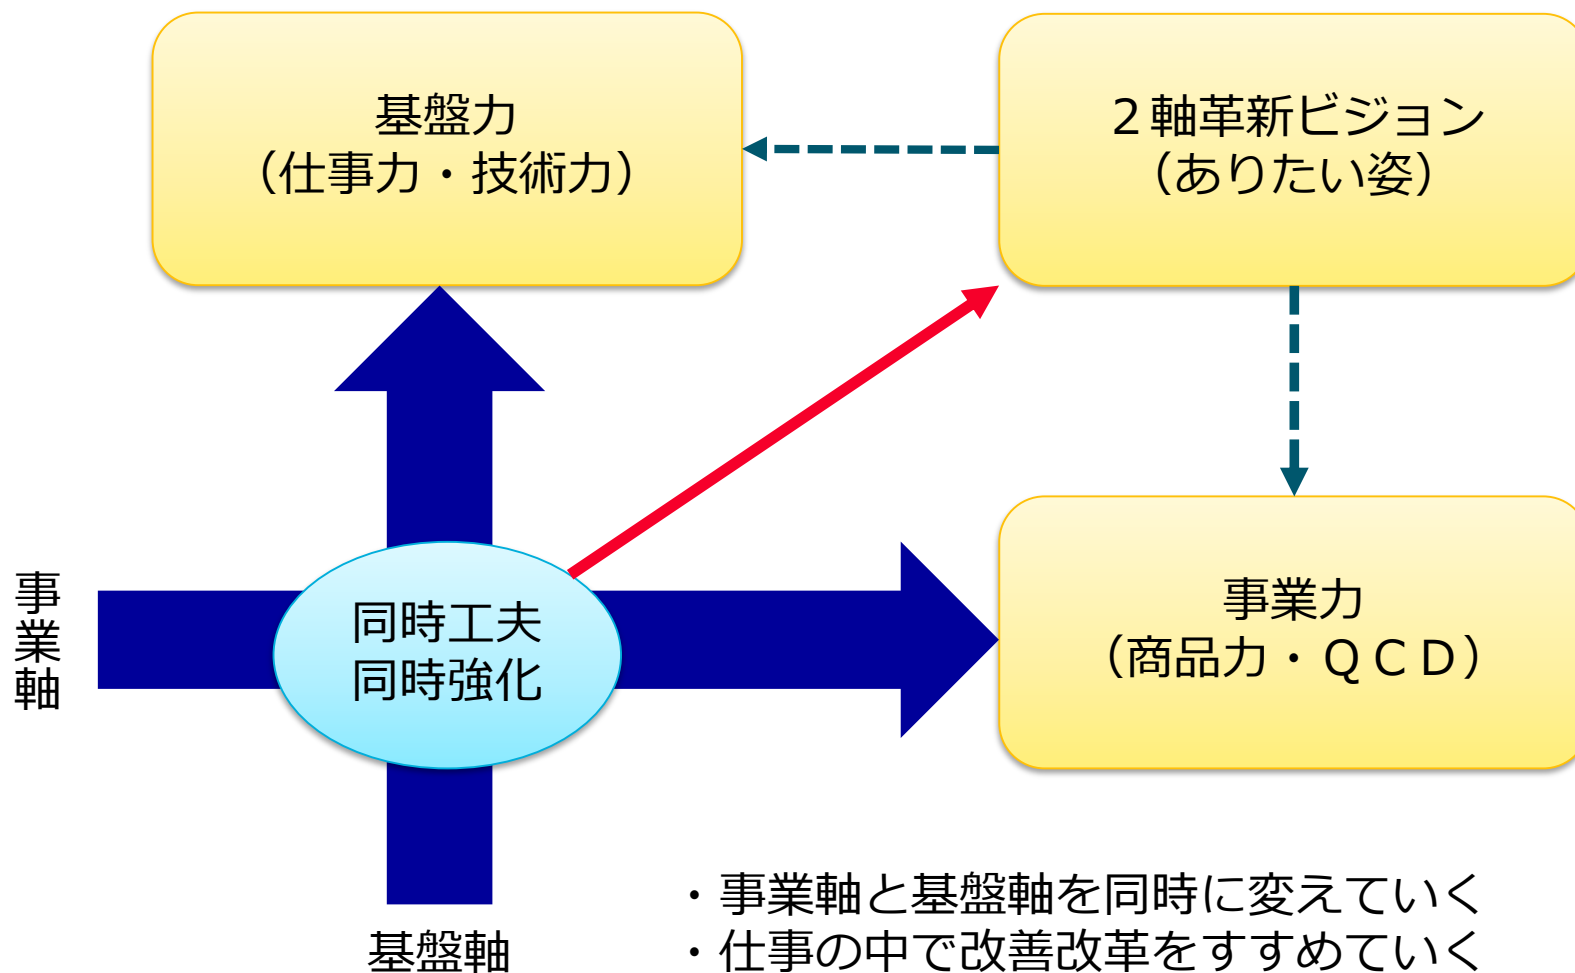 基盤力
（仕事力・技術力）
２軸革新ビジョン
（ありたい姿）
事業軸
同時工夫
同時強化
事業力
（商品力・ＱＣＤ）
基盤軸
・事業軸と基盤軸を同時に変えていく
・仕事の中で改善改革をすすめていく